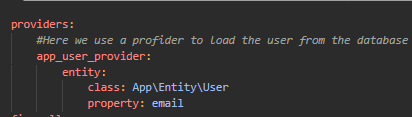 providers:
#Here we use a profider to load the user from the database
app_user_provider:
entity:
class: App\Entity\User
property: email